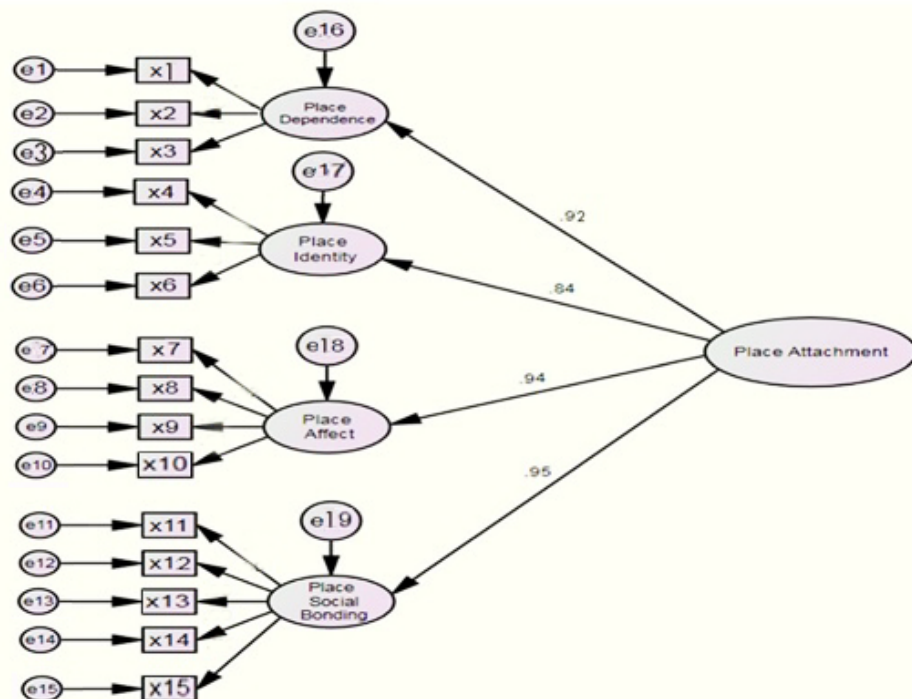 e16
e1 x1
Place
Dependence
e2 x2
e3 x3
e17
e4 x4
.92
e5 x5
Place
Identity
e6 x6
.84
e18
e7 x7
Place Attachment
e8 x8
.94
e9 x9
Place
Affect
e10 x10
.95
e19
e11 x11
e12 x12
Place
Social
Bonding
e13 x13
e14 x14
e15 x15